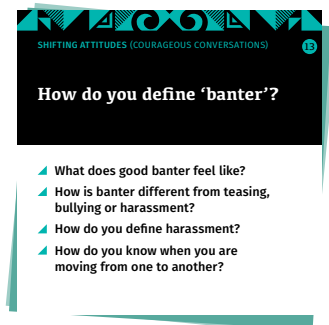 SHIFTING ATTITUDES (COURAGEOUS CONVERSATIONS)
13
How do you define ‘banter’?
What does good banter feel like?
How is banter different from teasing,
bullying or harassment?
How do you define harassment?
How do you know when you are
moving from one to another?